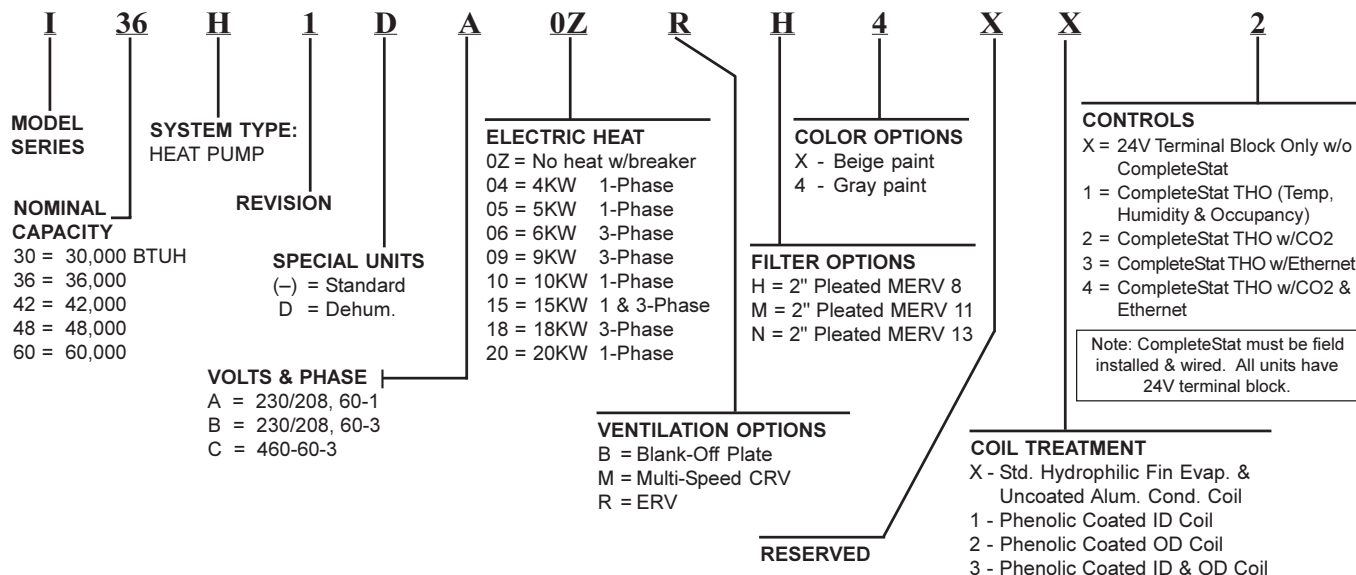 I 36 H 1 D A 0Z R H 4 X X 2
MODEL
SERIES
SYSTEM TYPE:
HEAT PUMP
NOMINAL
CAPACITY
30 = 30,000 BTUH
36 = 36,000
42 = 42,000
48 = 48,000
60 = 60,000
REVISION
SPECIAL UNITS
(–) = Standard
D = Dehum.
VOLTS & PHASE
A = 230/208, 60-1
B = 230/208, 60-3
C = 460-60-3
ELECTRIC HEAT
0Z = No heat w/breaker
04 = 4KW 1-Phase
05 = 5KW 1-Phase
06 = 6KW 3-Phase
09 = 9KW 3-Phase
10 = 10KW 1-Phase
15 = 15KW 1 & 3-Phase
18 = 18KW 3-Phase
20 = 20KW 1-Phase
VENTILATION OPTIONS
B = Blank-Off Plate
M = Multi-Speed CRV
R = ERV
COLOR OPTIONS
X - Beige paint
4 - Gray paint
FILTER OPTIONS
H = 2" Pleated MERV 8
M = 2" Pleated MERV 11
N = 2" Pleated MERV 13
RESERVED
CONTROLS
X = 24V Terminal Block Only w/o
CompleteStat
1 = CompleteStat THO (Temp,
Humidity & Occupancy)
2 = CompleteStat THO w/CO2
3 = CompleteStat THO w/Ethernet
4 = CompleteStat THO w/CO2 &
Ethernet
Note: CompleteStat must be field
installed & wired. All units have
24V terminal block.
COIL TREATMENT
X - Std. Hydrophilic Fin Evap. &
Uncoated Alum. Cond. Coil
1 - Phenolic Coated ID Coil
2 - Phenolic Coated OD Coil
3 - Phenolic Coated ID & OD Coil